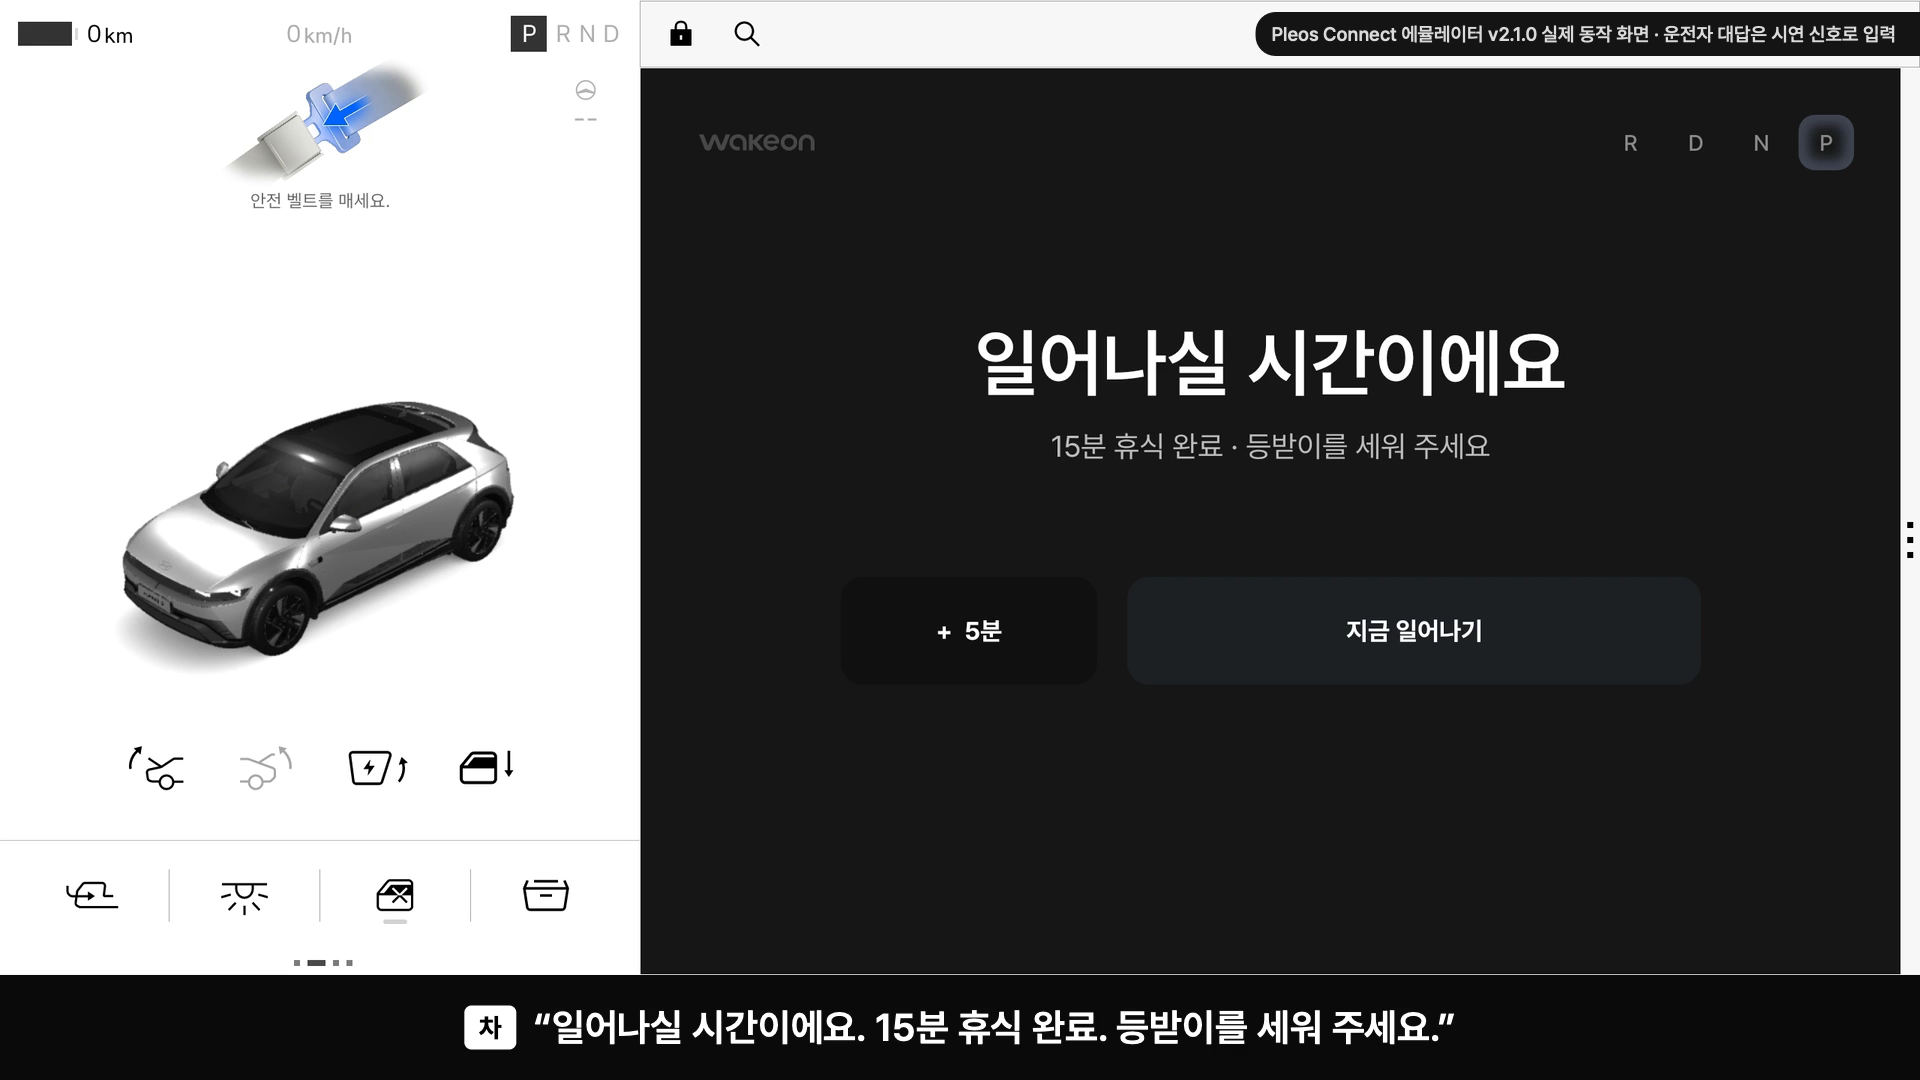 0 km
0 km/h
P R N D
Pleos Connect 에뮬레이터 v2.1.0 실제 동작 화면 · 운전자 대답은 시연 신호로 입력
안전 벨트를 매세요.
wakeon
R D N P
일어나실 시간이에요
15분 휴식 완료 · 등받이를 세워 주세요
+ 5분
지금 일어나기
차 “일어나실 시간이에요. 15분 휴식 완료. 등받이를 세워 주세요.”